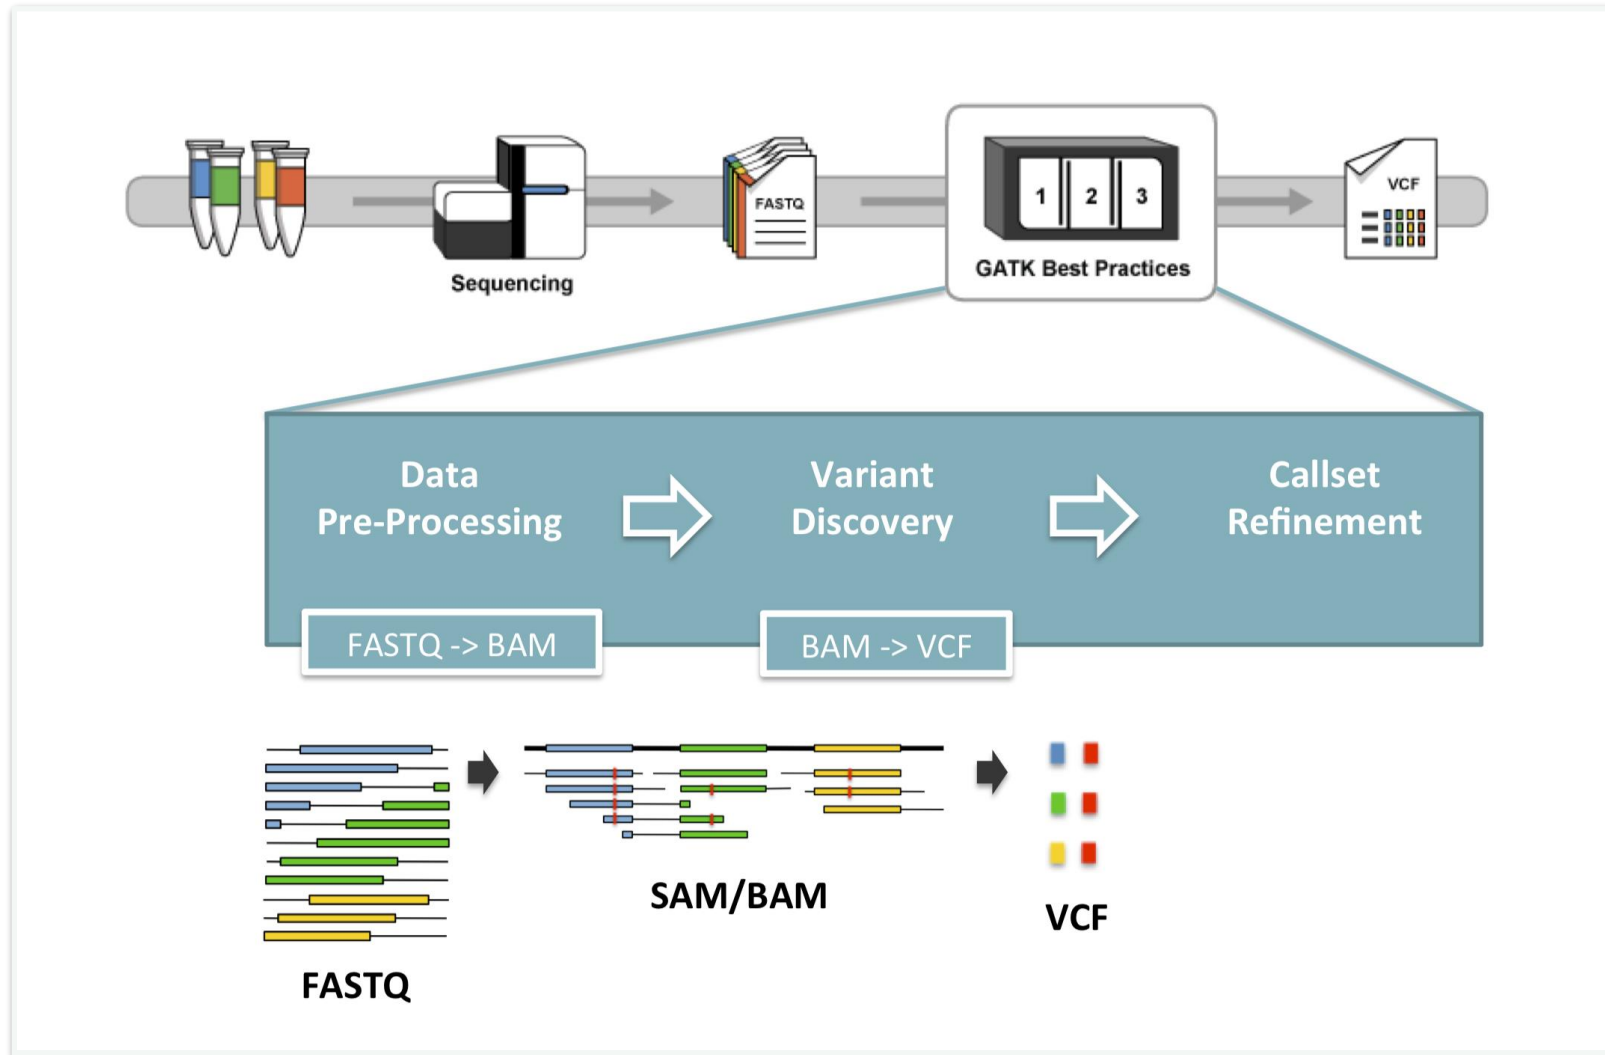 FASTQ
1 2 3
VCF
Sequencing
GATK Best Practices
Data
Pre-Processing
Variant
Discovery
Callset
Refinement
FASTQ -> BAM
BAM -> VCF
FASTQ
SAM/BAM
VCF